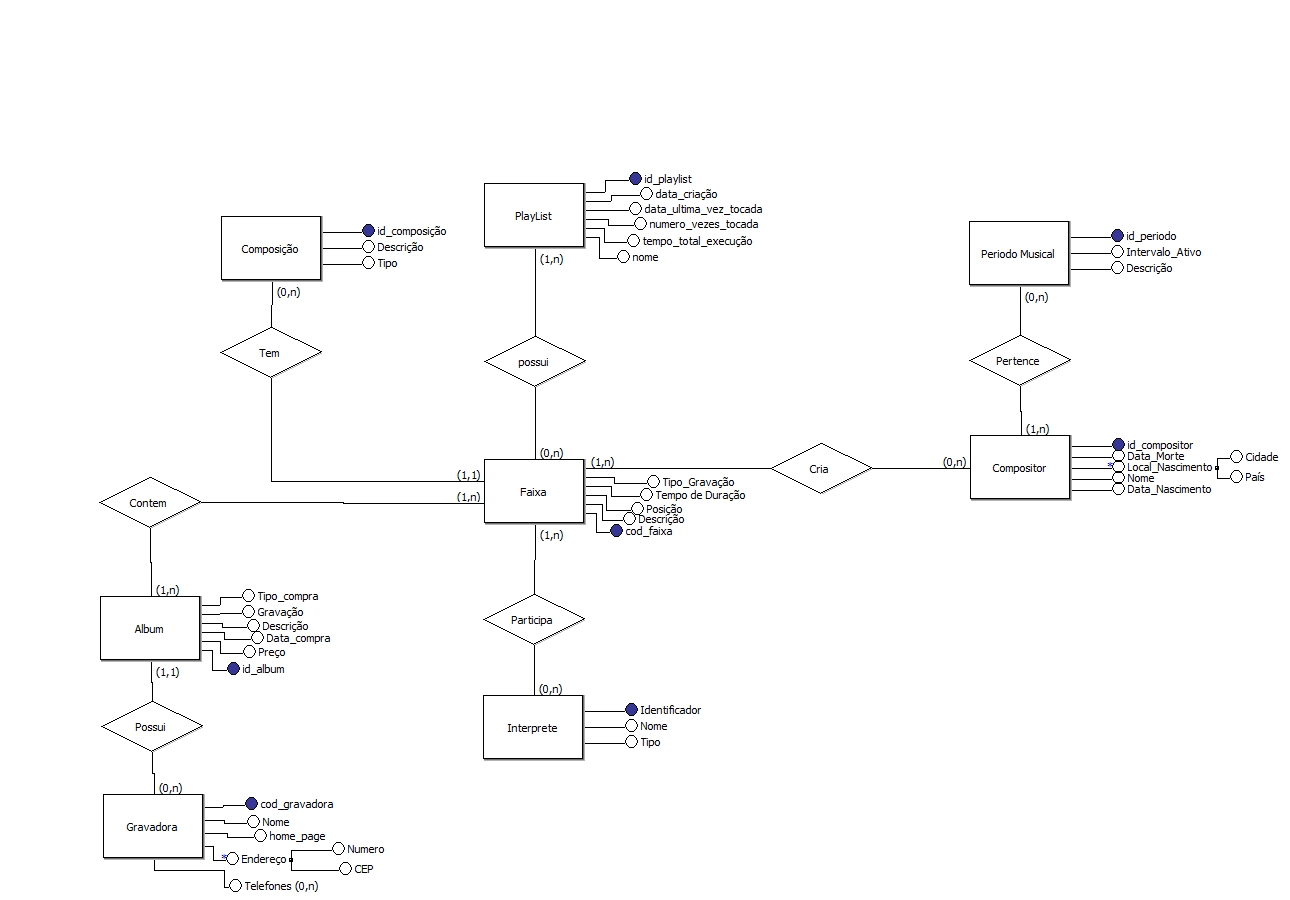 id_playlist
data_criação
data_ultima_vez_tocada
numero_vezes_tocada
tempo_total_execução
nome
PlayList
(1,n)
id_composição
Descrição
Tipo
Composição
(0,n)
id_periodo
Intervalo_Ativo
Descrição
Periodo Musical
(0,n)
Tem
possui
Pertence
(1,n)
id_compositor
Data_Morte
* Local_Nascimento
Nome
Data_Nascimento
Cidade
País
Compositor
(0,n)
Cria
(0,n)
(1,n)
(1,1)
(1,n)
Faixa
Tipo_Gravação
Tempo de Duração
Posição
Descrição
cod_faixa
(1,n)
Contem
(1,n)
Tipo_compra
Gravação
Descrição
Data_compra
Preço
id_album
Album
(1,1)
Participa
(0,n)
Identificador
Nome
Tipo
Interprete
Possui
(0,n)
cod_gravadora
Nome
home_page
* Endereço
Numero
CEP
Telefones (0,n)
Gravadora